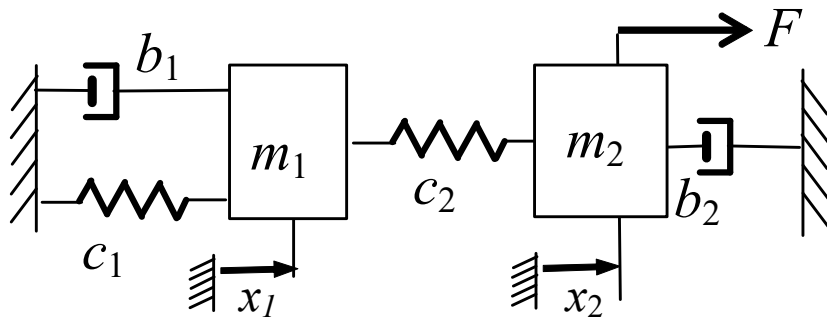 F
b₁
m₁
m₂
c₂
b₂
c₁
x₁
x₂